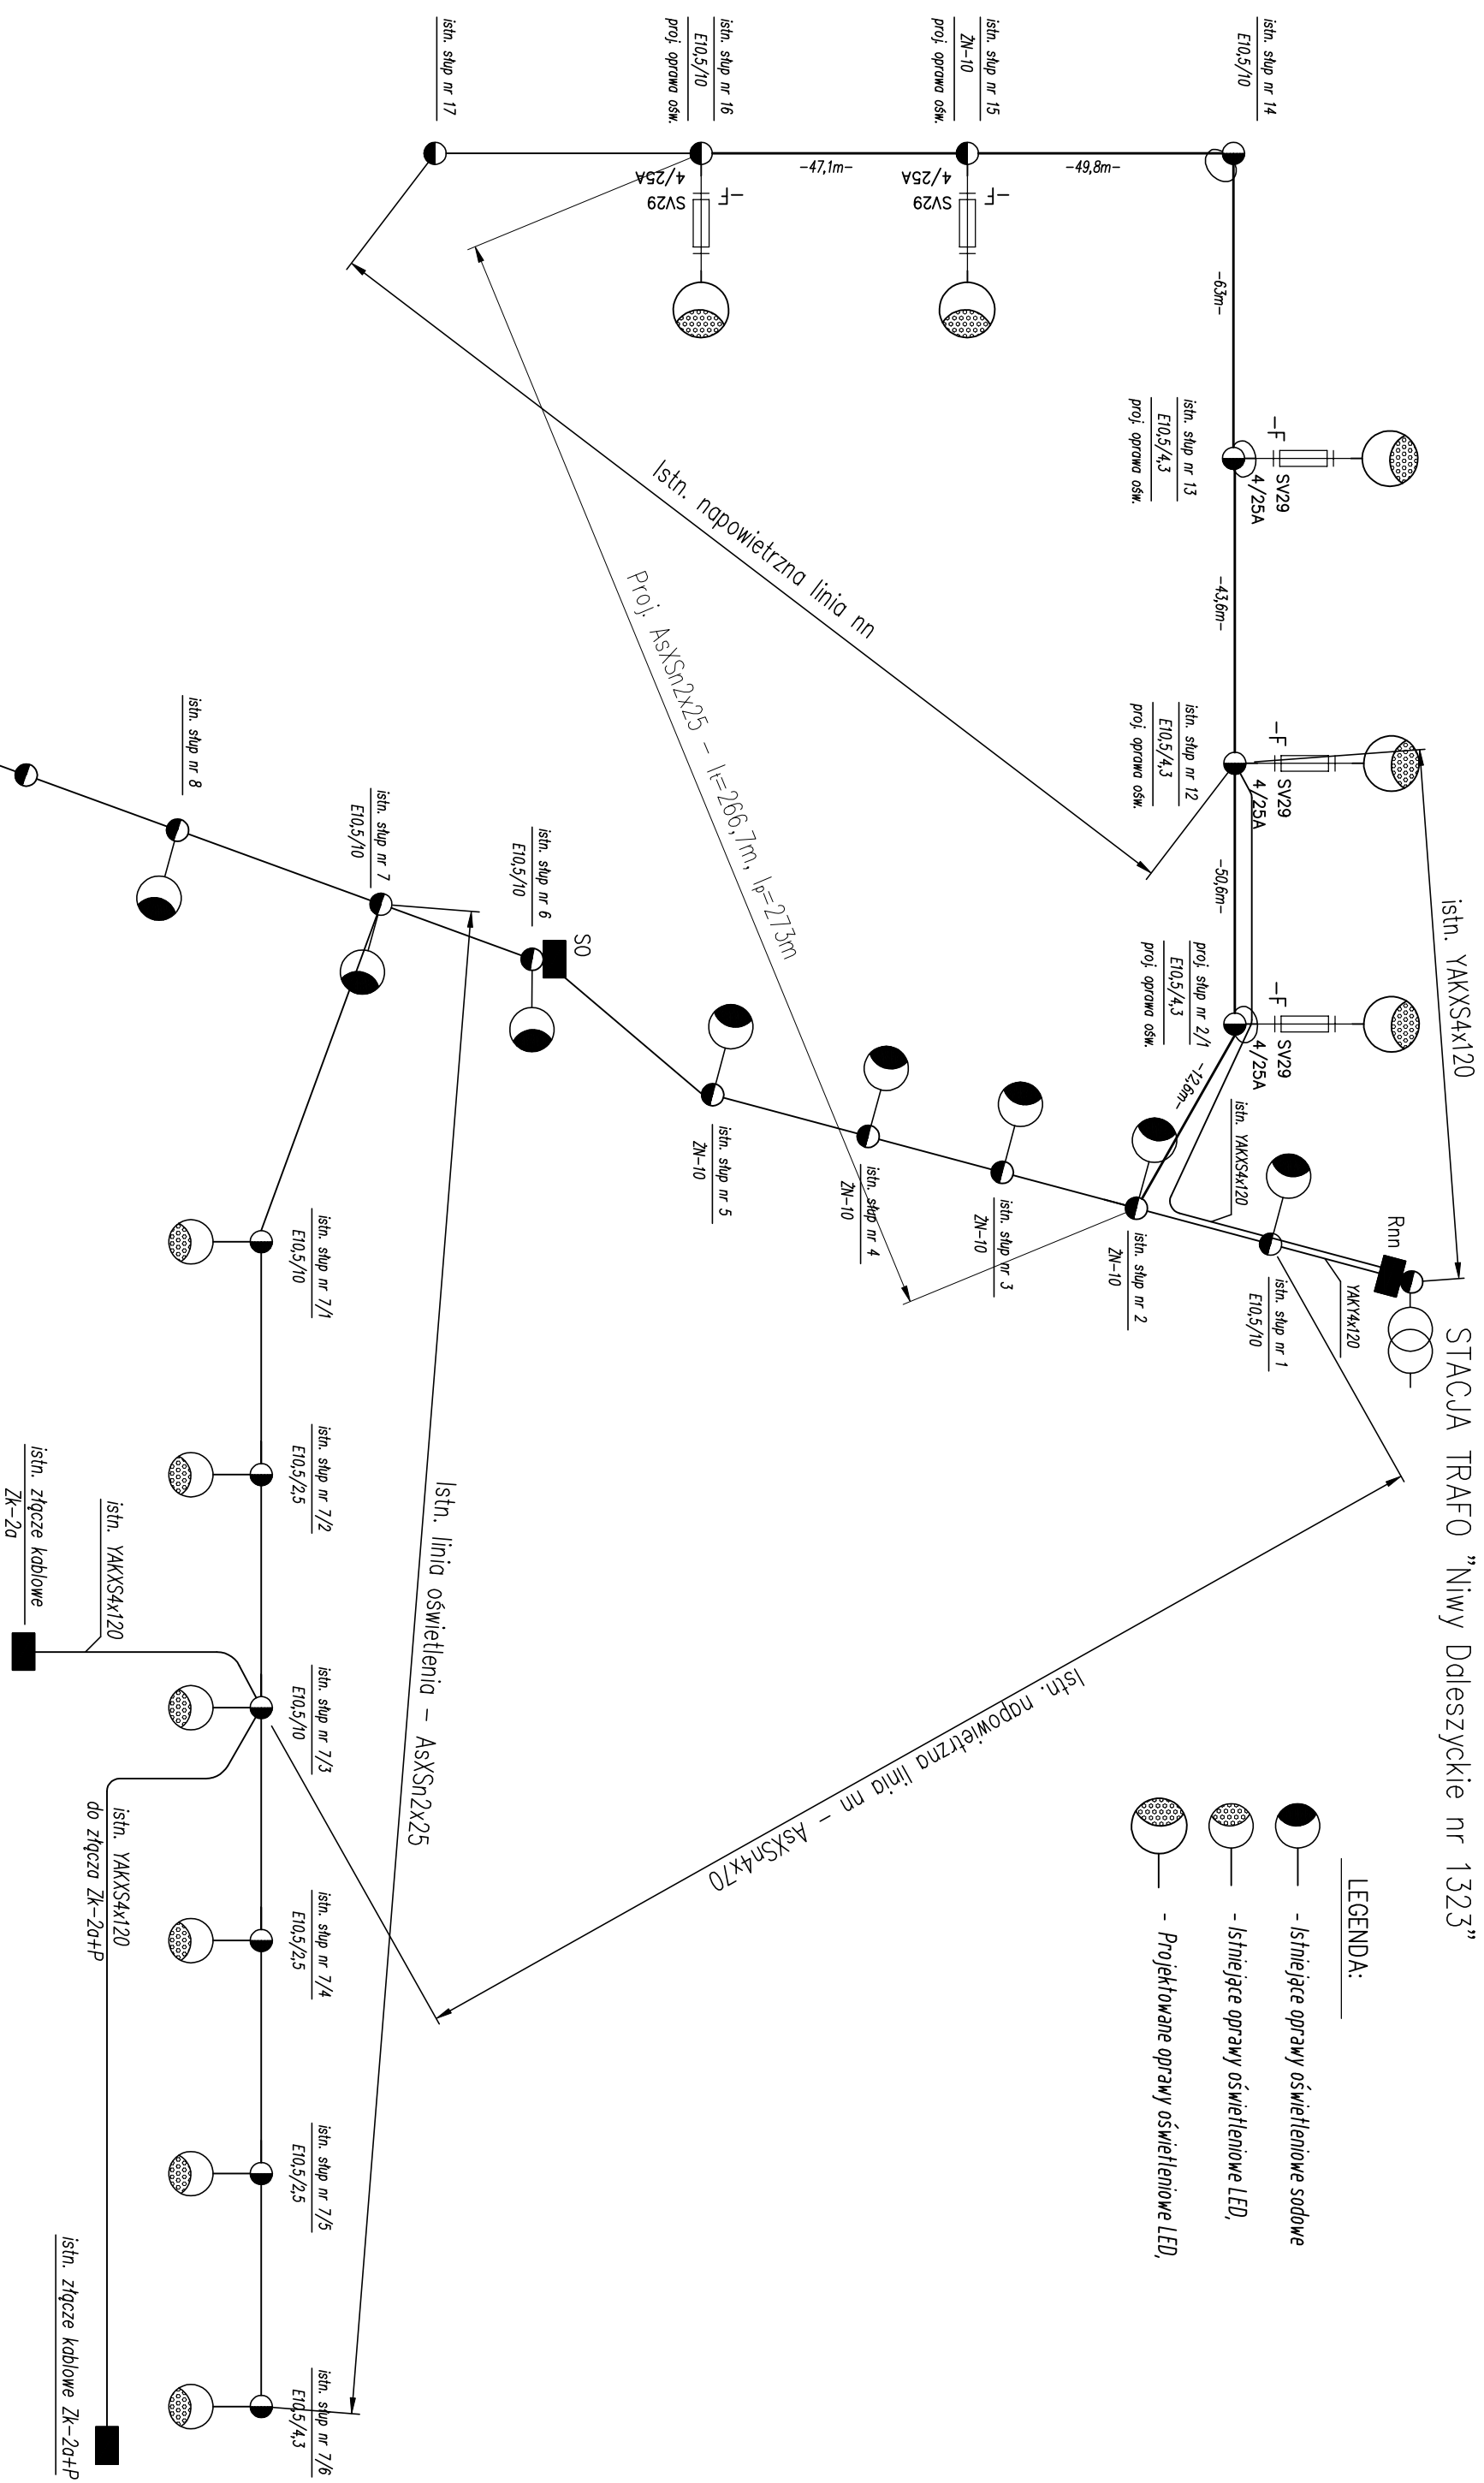 STACJA TRAFO "Niwy Daleszyckie nr 1323"
istn. YAKXS4x120
Rnn
YAKY4x120
istn. YAKXS4x120
istn. słup nr 1
E10,5/10
istn. słup nr 2
ŻN-10
istn. słup nr 3
ŻN-10
istn. słup nr 4
ŻN-10
istn. słup nr 5
ŻN-10
SO
istn. słup nr 6
E10,5/10
istn. słup nr 7
E10,5/10
istn. słup nr 8
-12,6m-
proj. słup nr 2/1
E10,5/4,3
proj. oprawa ośw.
-F
SV29
4/25A
-50,6m-
istn. słup nr 12
E10,5/4,3
proj. oprawa ośw.
-F
SV29
4/25A
-43,6m-
istn. słup nr 13
E10,5/4,3
proj. oprawa ośw.
-F
SV29
4/25A
-63m-
istn. słup nr 14
E10,5/10
-49,8m-
istn. słup nr 15
ŻN-10
proj. oprawa ośw.
-F
SV29
4/25A
-47,1m-
istn. słup nr 16
E10,5/10
proj. oprawa ośw.
-F
SV29
4/25A
istn. słup nr 17
Istn. napowietrzna linia nn
Proj. AsXSn2x25 - lt=266,7m, lp=273m
Istn. linia oświetlenia - AsXSn2x25
Istn. napowietrzna linia nn - AsXSn4x70
istn. słup nr 7/1
E10,5/10
istn. słup nr 7/2
E10,5/2,5
istn. słup nr 7/3
E10,5/10
istn. słup nr 7/4
E10,5/2,5
istn. słup nr 7/5
E10,5/2,5
istn. słup nr 7/6
E10,5/4,3
istn. YAKXS4x120
istn. złącze kablowe
Zk-2a
istn. YAKXS4x120
do złącza Zk-2a+P
istn. złącze kablowe Zk-2a+P
LEGENDA:
- Istniejące oprawy oświetleniowe sodowe
- Istniejące oprawy oświetleniowe LED,
- Projektowane oprawy oświetleniowe LED,